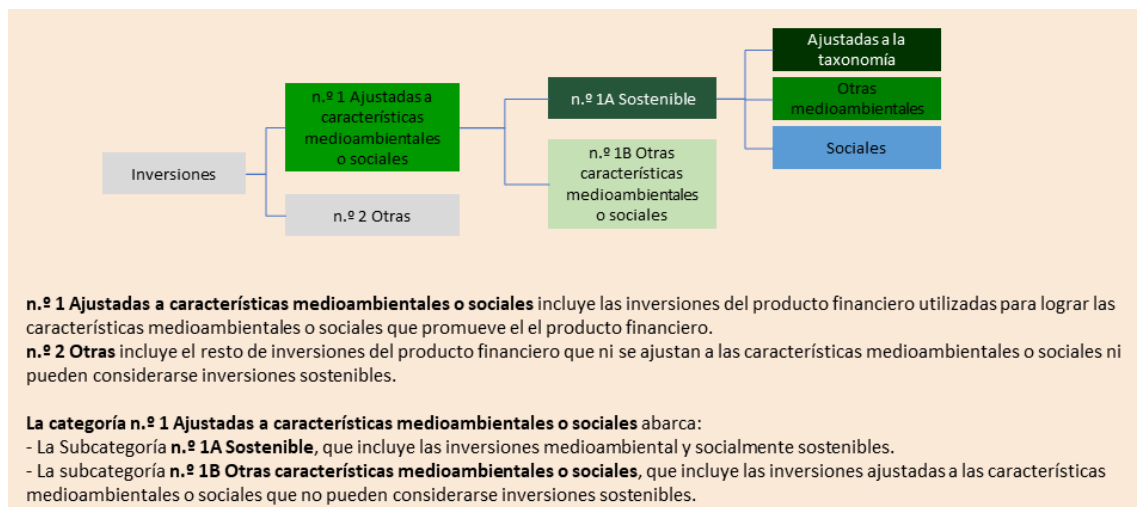 Ajustadas a la
taxonomía
n.º 1 Ajustadas a
características
medioambientales
o sociales
n.º 1A Sostenible
Otras
medioambientales
Sociales
n.º 1B Otras
características
medioambientales
o sociales
Inversiones
n.º 2 Otras
n.º 1 Ajustadas a características medioambientales o sociales incluye las inversiones del producto financiero utilizadas para lograr las
características medioambientales o sociales que promueve el el producto financiero.
n.º 2 Otras incluye el resto de inversiones del producto financiero que ni se ajustan a las características medioambientales o sociales ni
pueden considerarse inversiones sostenibles.
La categoría n.º 1 Ajustadas a características medioambientales o sociales abarca:
- La Subcategoría n.º 1A Sostenible, que incluye las inversiones medioambiental y socialmente sostenibles.
- La subcategoría n.º 1B Otras características medioambientales o sociales, que incluye las inversiones ajustadas a las características
medioambientales o sociales que no pueden considerarse inversiones sostenibles.